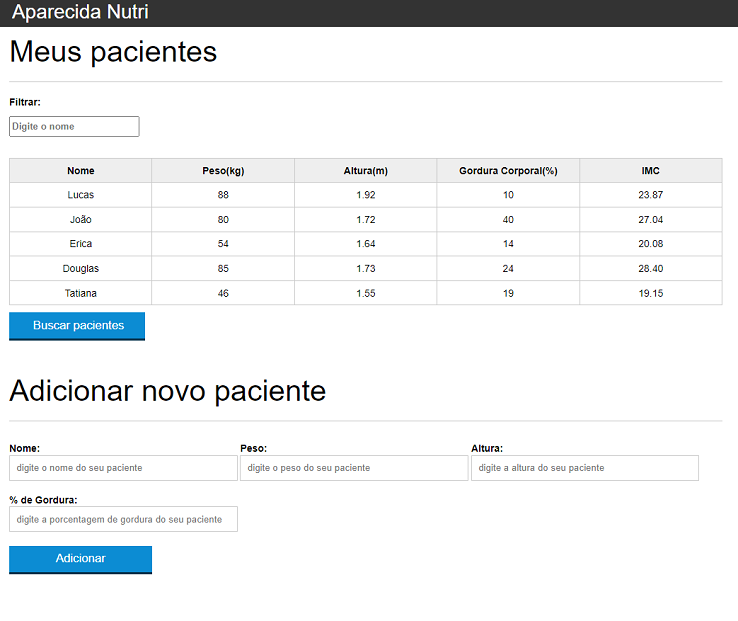 Aparecida Nutri
Meus pacientes
Filtrar:
Digite o nome
Nome Peso(kg) Altura(m) Gordura Corporal(%) IMC
Lucas 88 1.92 10 23.87
João 80 1.72 40 27.04
Erica 54 1.64 14 20.08
Douglas 85 1.73 24 28.40
Tatiana 46 1.55 19 19.15
Buscar pacientes
Adicionar novo paciente
Nome: Peso: Altura:
digite o nome do seu paciente digite o peso do seu paciente digite a altura do seu paciente
% de Gordura:
digite a porcentagem de gordura do seu paciente
Adicionar